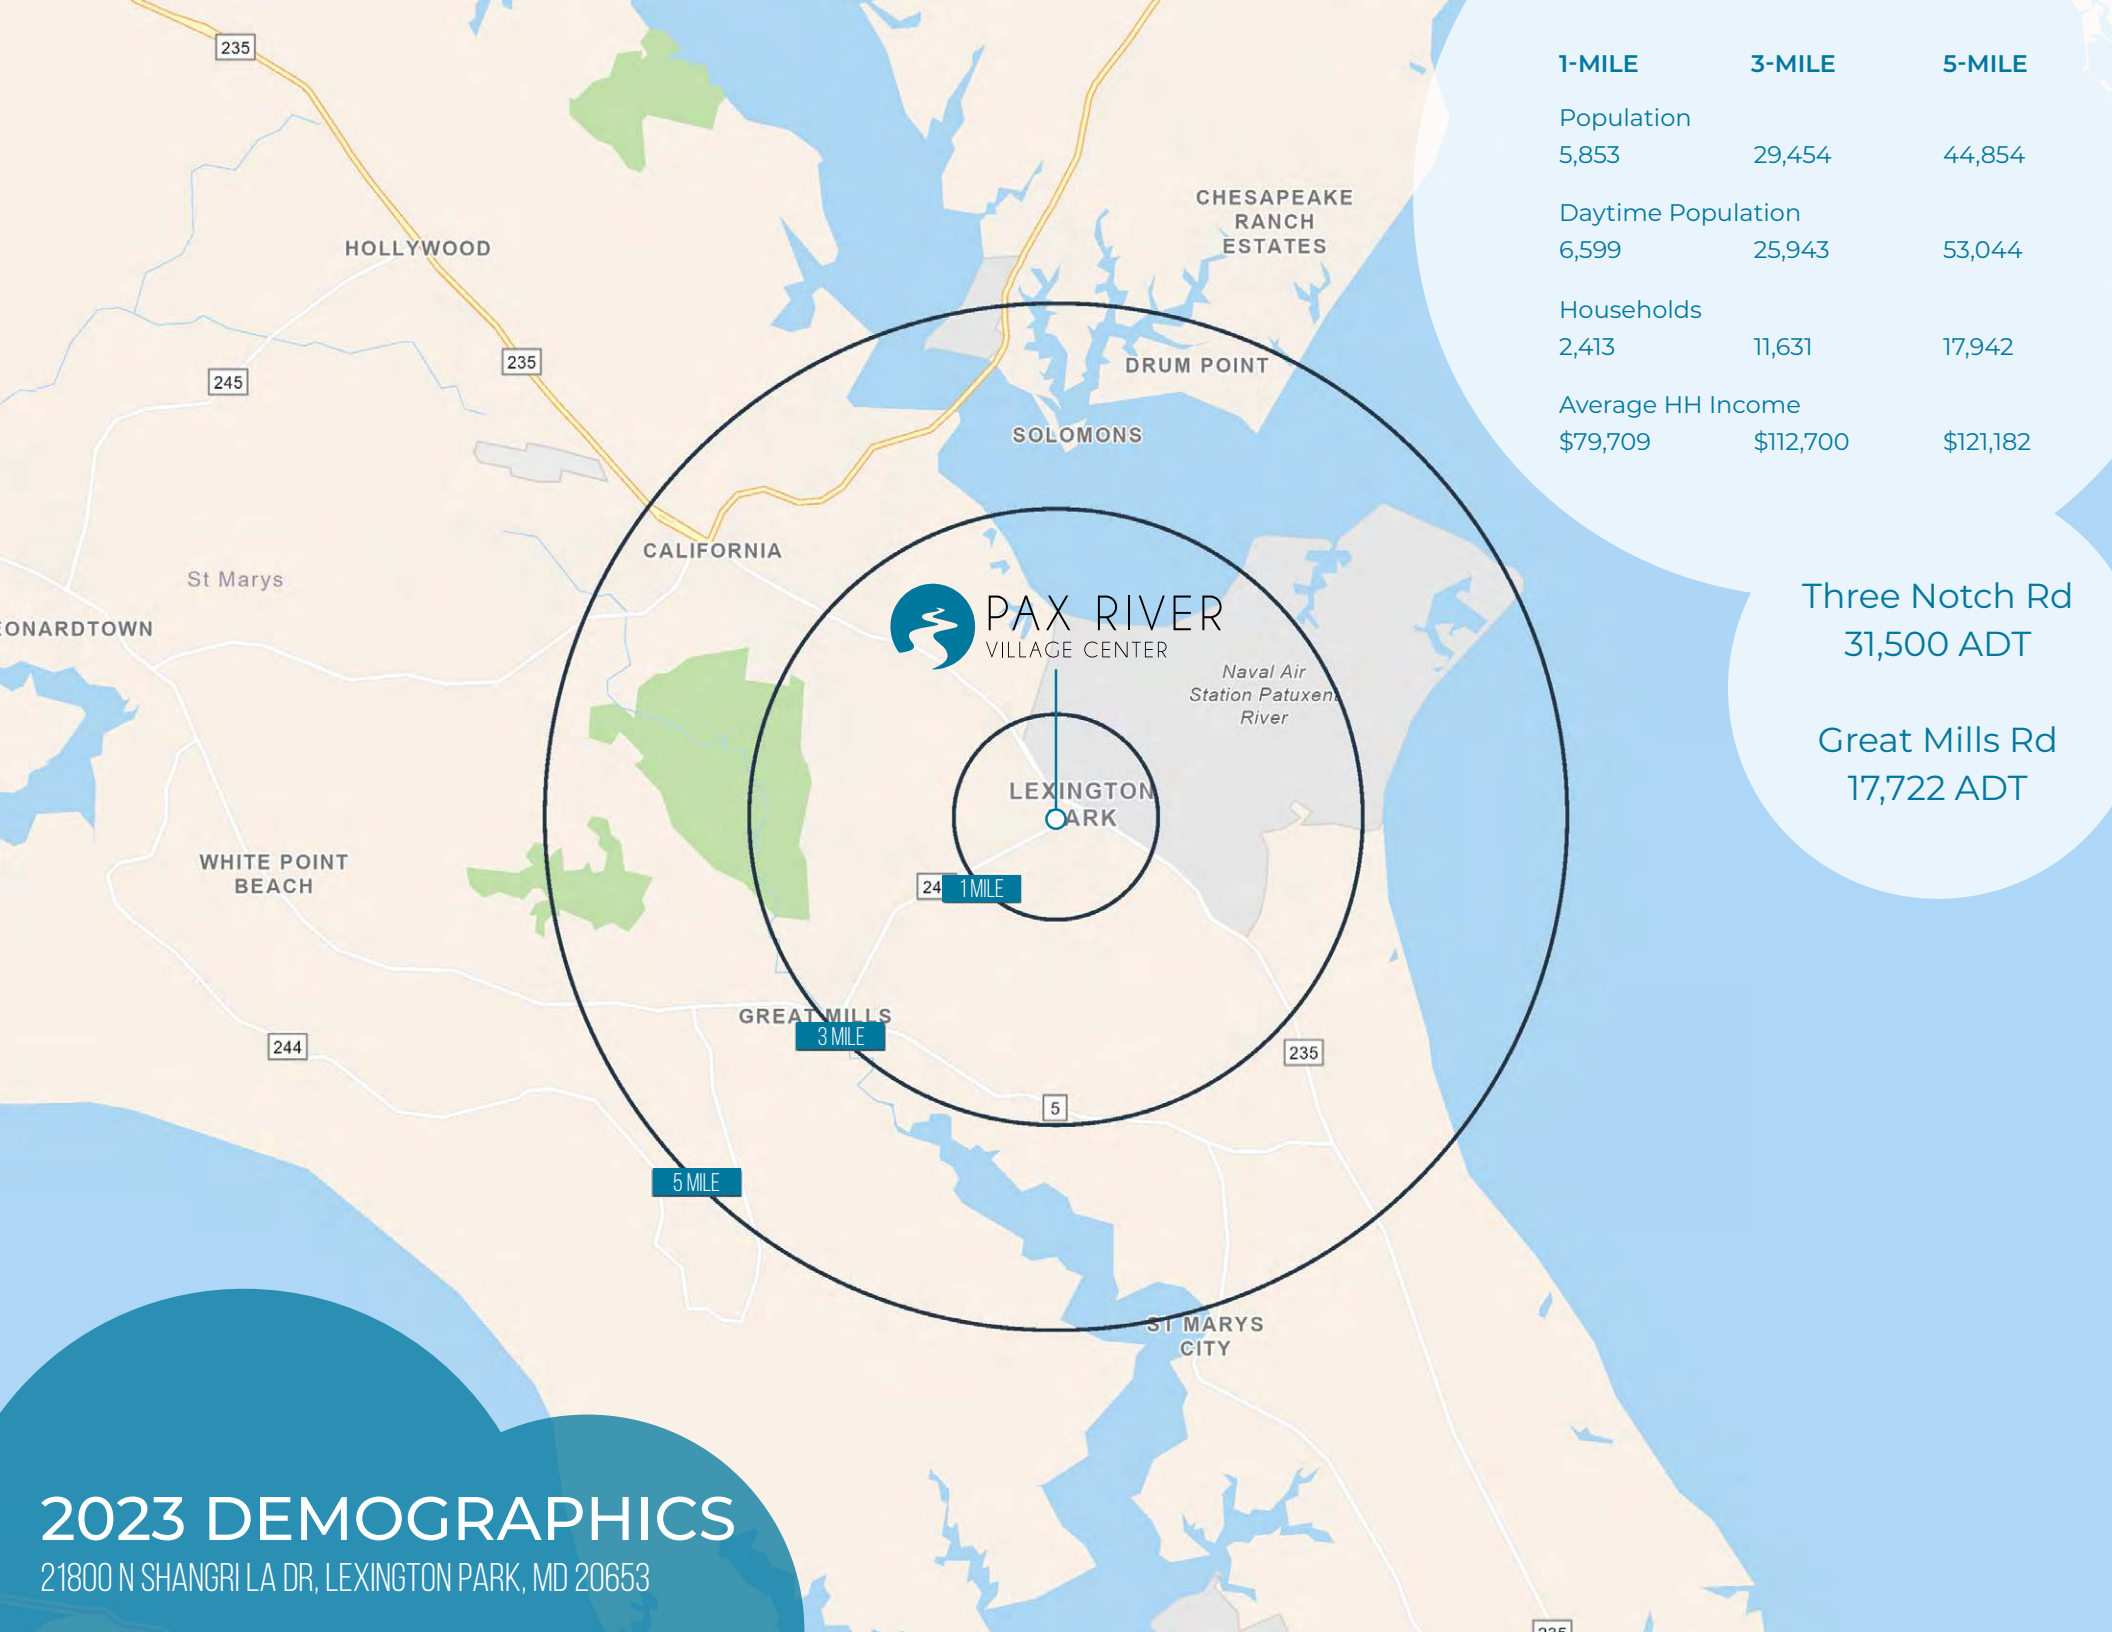 1-MILE 3-MILE 5-MILE
Population
5,853 29,454 44,854
Daytime Population
6,599 25,943 53,044
Households
2,413 11,631 17,942
Average HH Income
$79,709 $112,700 $121,182
Three Notch Rd
31,500 ADT
Great Mills Rd
17,722 ADT
235
HOLLYWOOD
CHESAPEAKE
RANCH
ESTATES
235
245
DRUM POINT
SOLOMONS
CALIFORNIA
St Marys
ONARDTOWN
PAX RIVER
VILLAGE CENTER
Naval Air
Station Patuxent
River
LEXINGTON
ARK
WHITE POINT
BEACH
24
1 MILE
GREAT MILLS
3 MILE
244
235
5
5 MILE
ST MARYS
CITY
2023 DEMOGRAPHICS
21800 N SHANGRI LA DR, LEXINGTON PARK, MD 20653